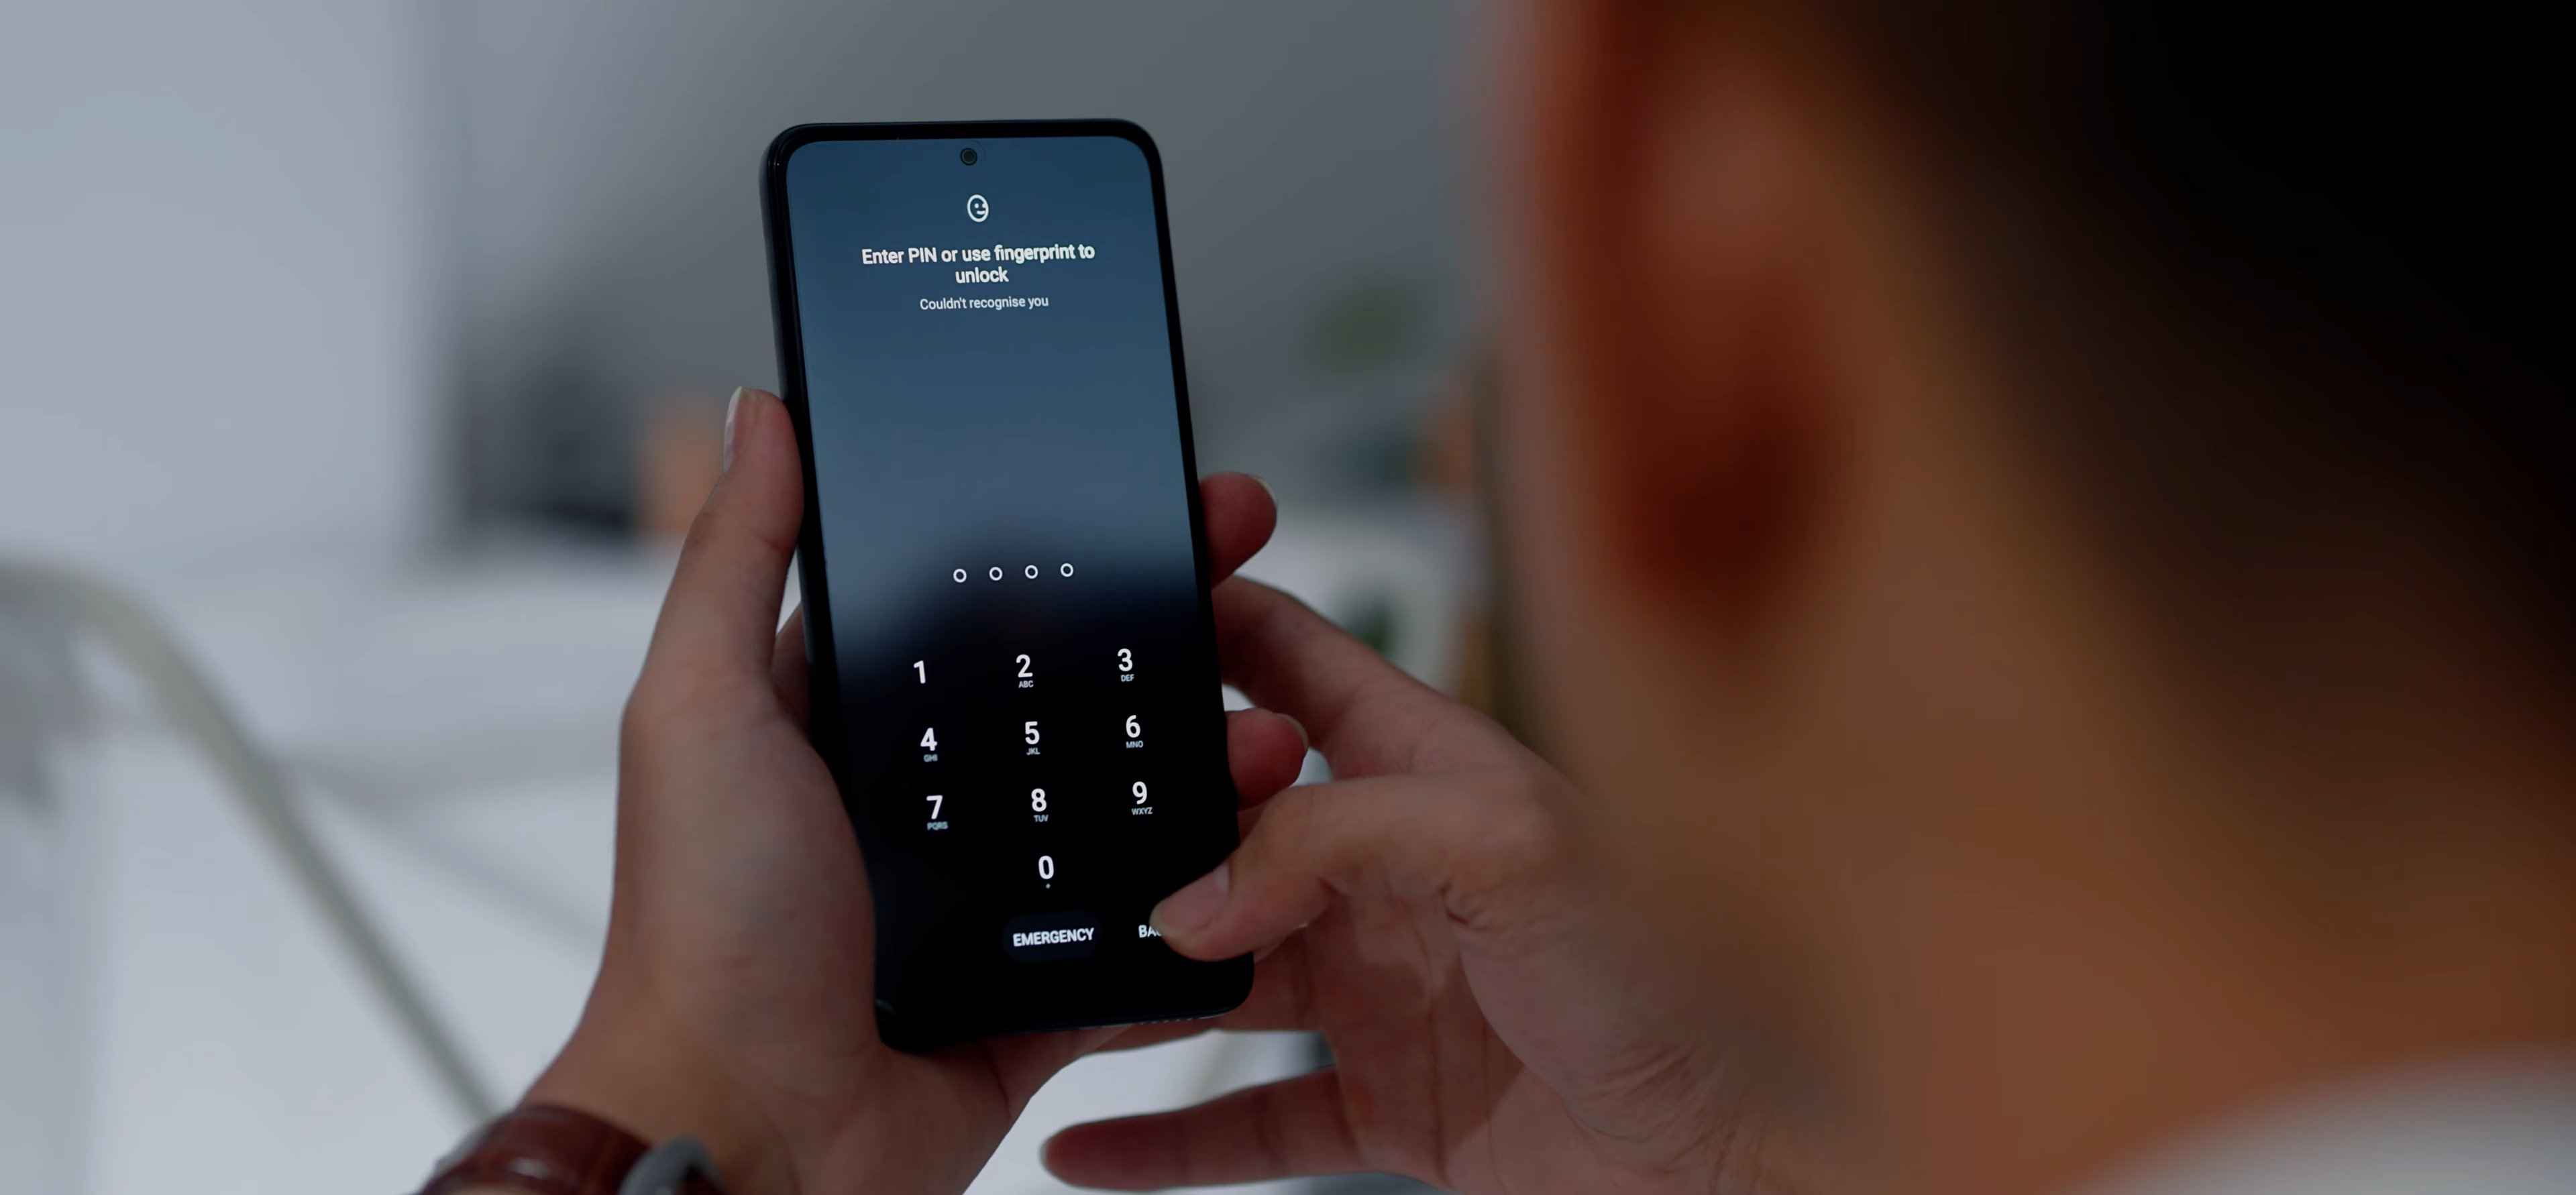 Enter PIN or use fingerprint to
unlock
Couldn't recognise you
1 2 3
ABC DEF
4 5 6
GHI JKL MNO
7 8 9
PQRS TUV WXYZ
0
+
EMERGENCY